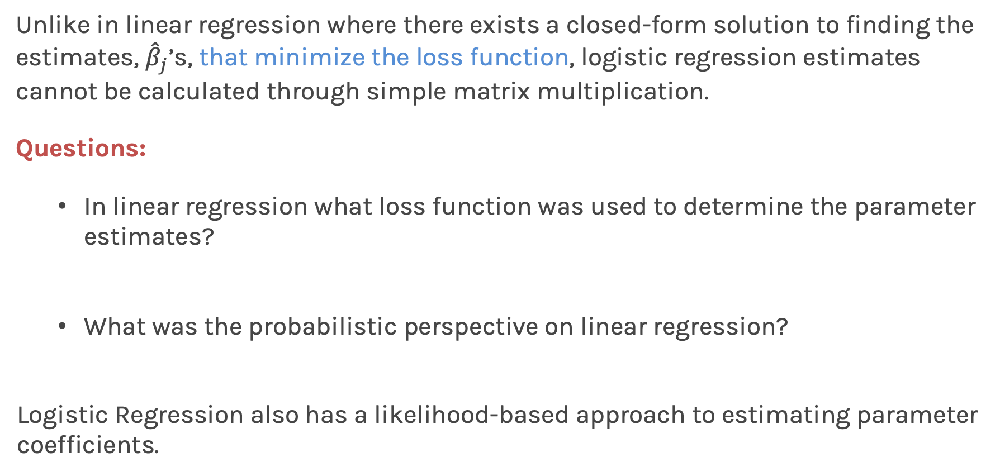 Unlike in linear regression where there exists a closed-form solution to finding the
estimates, β̂ⱼ’s, that minimize the loss function, logistic regression estimates
cannot be calculated through simple matrix multiplication.
Questions:
• In linear regression what loss function was used to determine the parameter
estimates?
• What was the probabilistic perspective on linear regression?
Logistic Regression also has a likelihood-based approach to estimating parameter
coefficients.